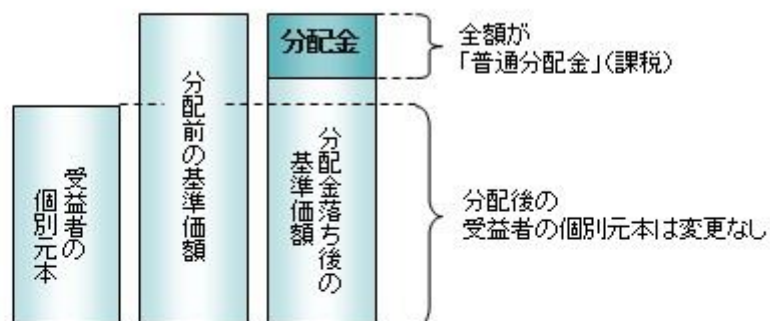 受益者の
個別元本
分配前の基準価額
分配金
分配金落ち後の
基準価額
全額が
「普通分配金」(課税)
分配後の
受益者の個別元本は変更なし